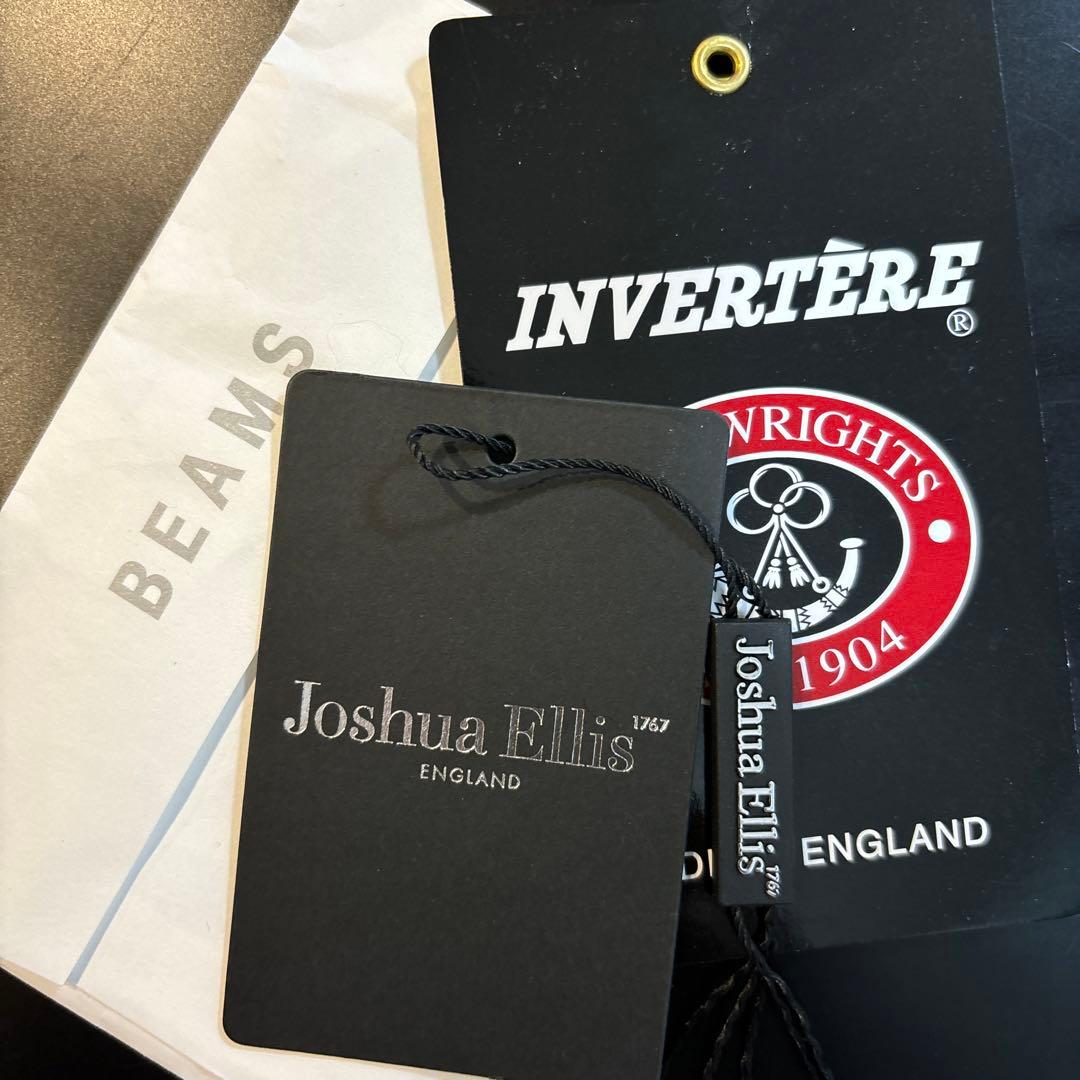 BEAMS
INVERTÈRE
®
WRIGHTS
1904
ENGLAND
Joshua Ellis 1767
ENGLAND
Joshua Ellis 1767